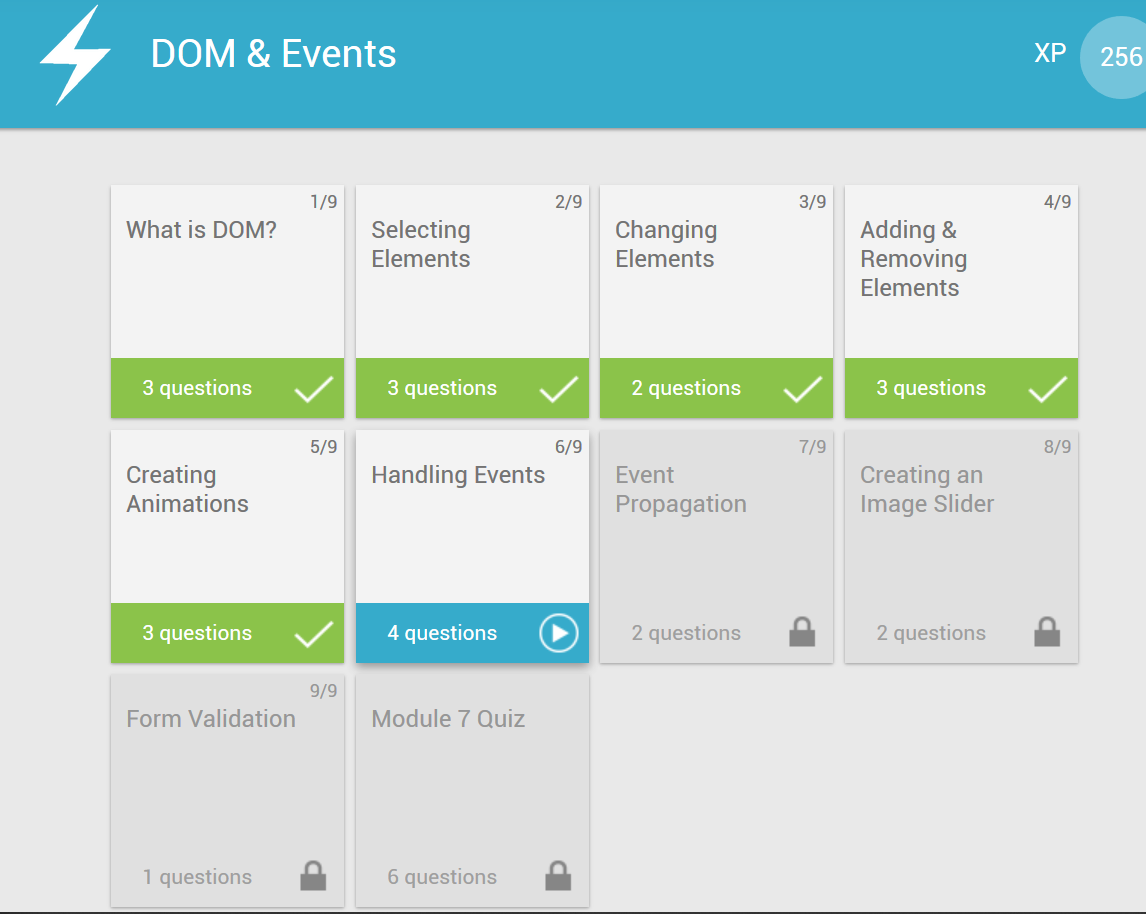 DOM & Events
XP 256
1/9
What is DOM?
3 questions
2/9
Selecting
Elements
3 questions
3/9
Changing
Elements
2 questions
4/9
Adding &
Removing
Elements
3 questions
5/9
Creating
Animations
3 questions
6/9
Handling Events
4 questions
7/9
Event
Propagation
2 questions
8/9
Creating an
Image Slider
2 questions
9/9
Form Validation
1 questions
Module 7 Quiz
6 questions